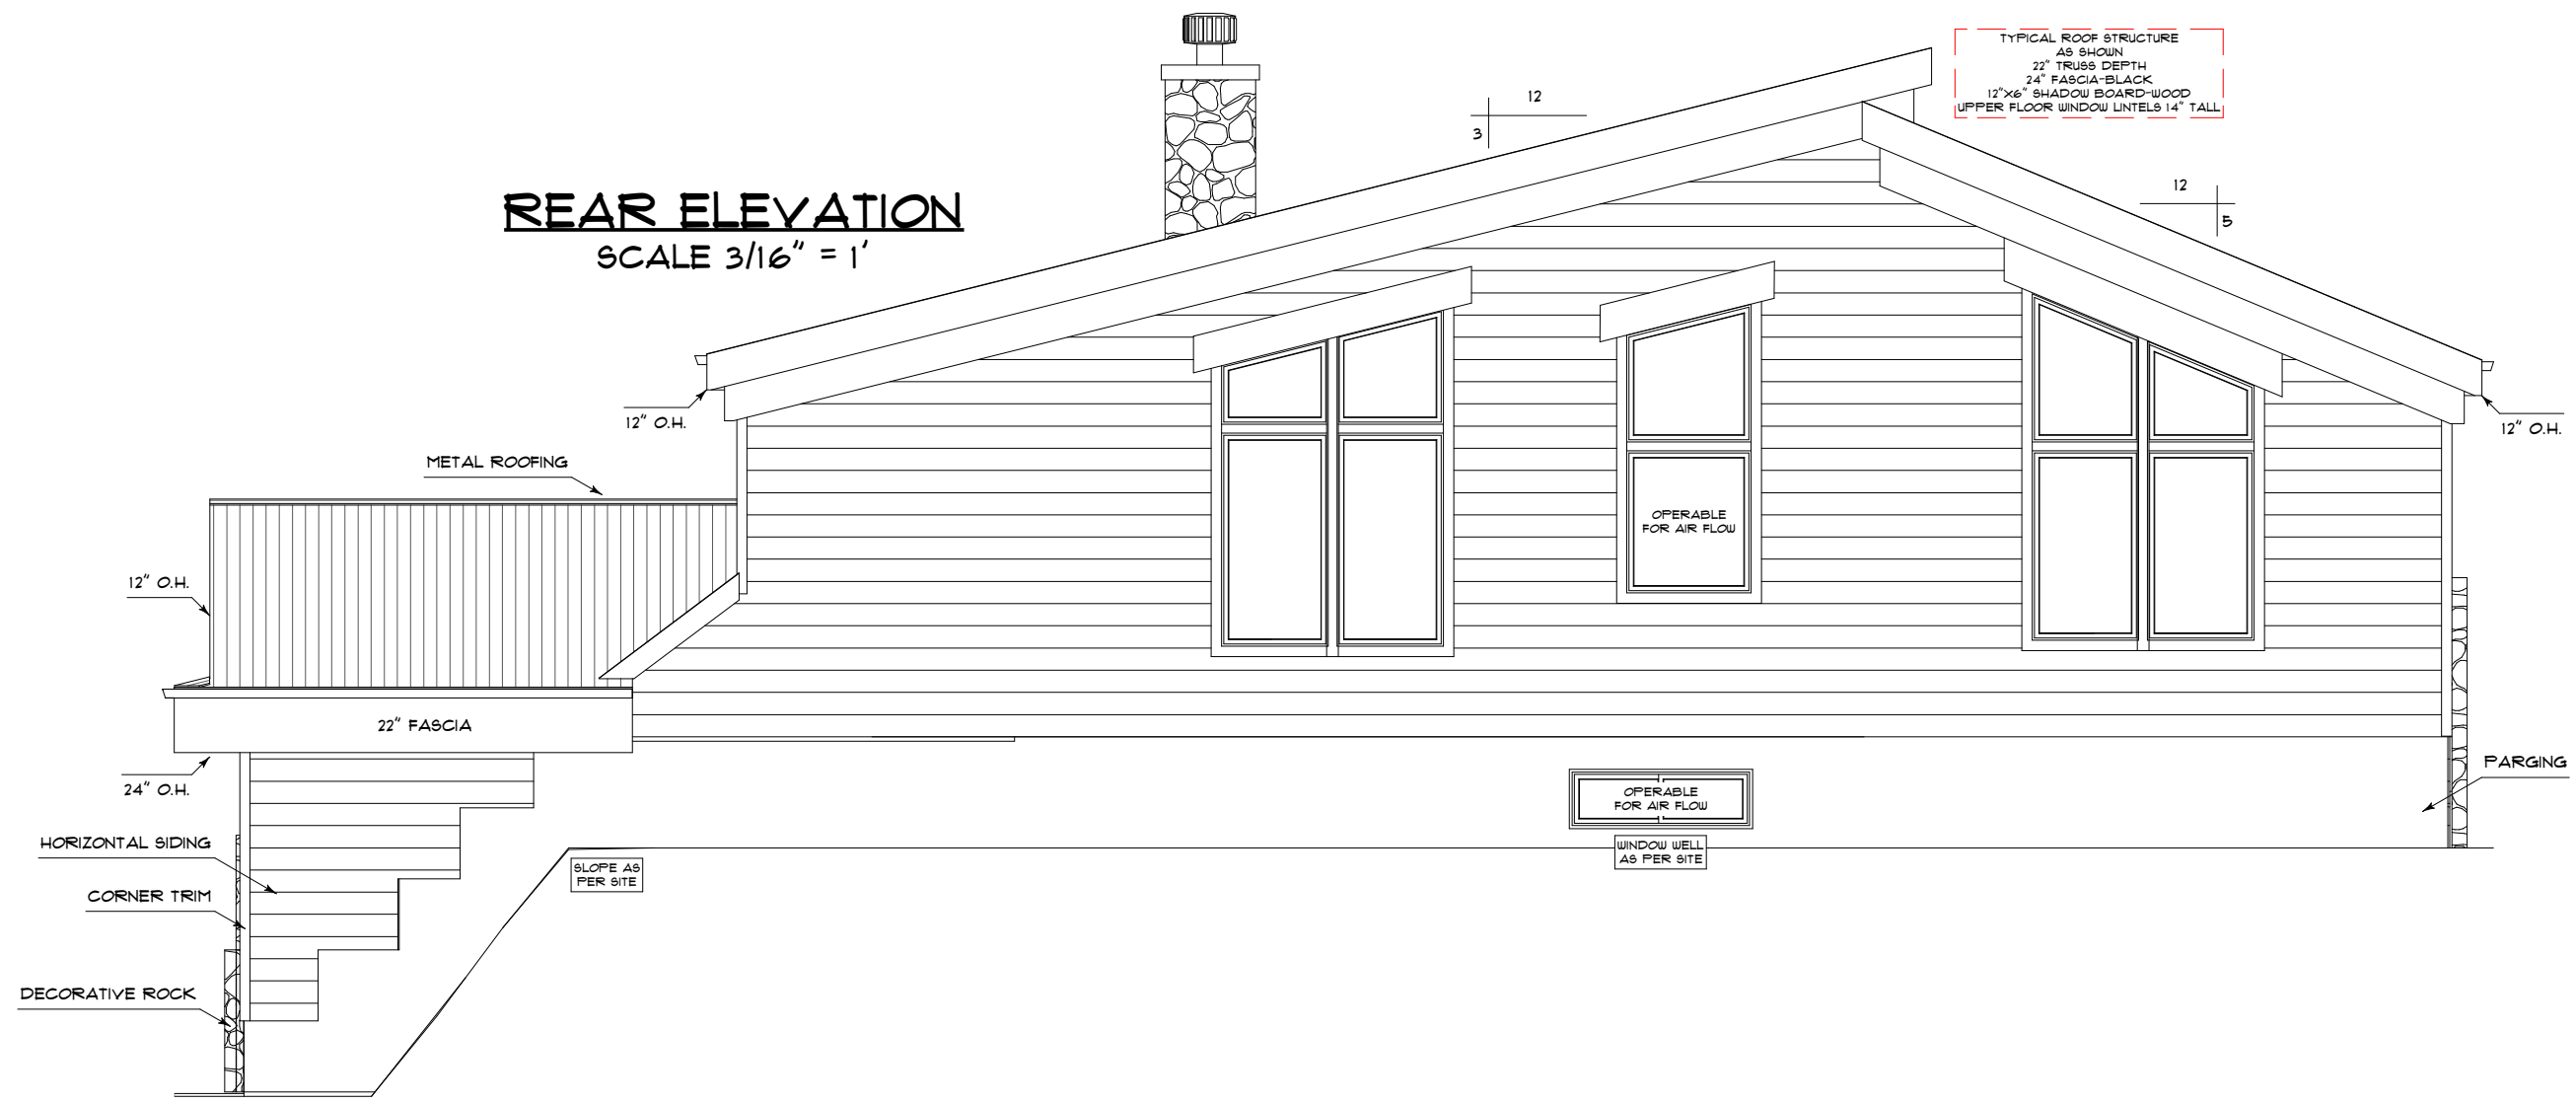 TYPICAL ROOF STRUCTURE
AS SHOWN
22" TRUSS DEPTH
24" FASCIA-BLACK
12"X6" SHADOW BOARD-WOOD
UPPER FLOOR WINDOW LINTELS 14" TALL
12
3
12
5
REAR ELEVATION
SCALE 3/16" = 1'
12" O.H.
12" O.H.
METAL ROOFING
OPERABLE
FOR AIR FLOW
12" O.H.
22" FASCIA
24" O.H.
PARGING
OPERABLE
FOR AIR FLOW
HORIZONTAL SIDING
WINDOW WELL
AS PER SITE
SLOPE AS
PER SITE
CORNER TRIM
DECORATIVE ROCK